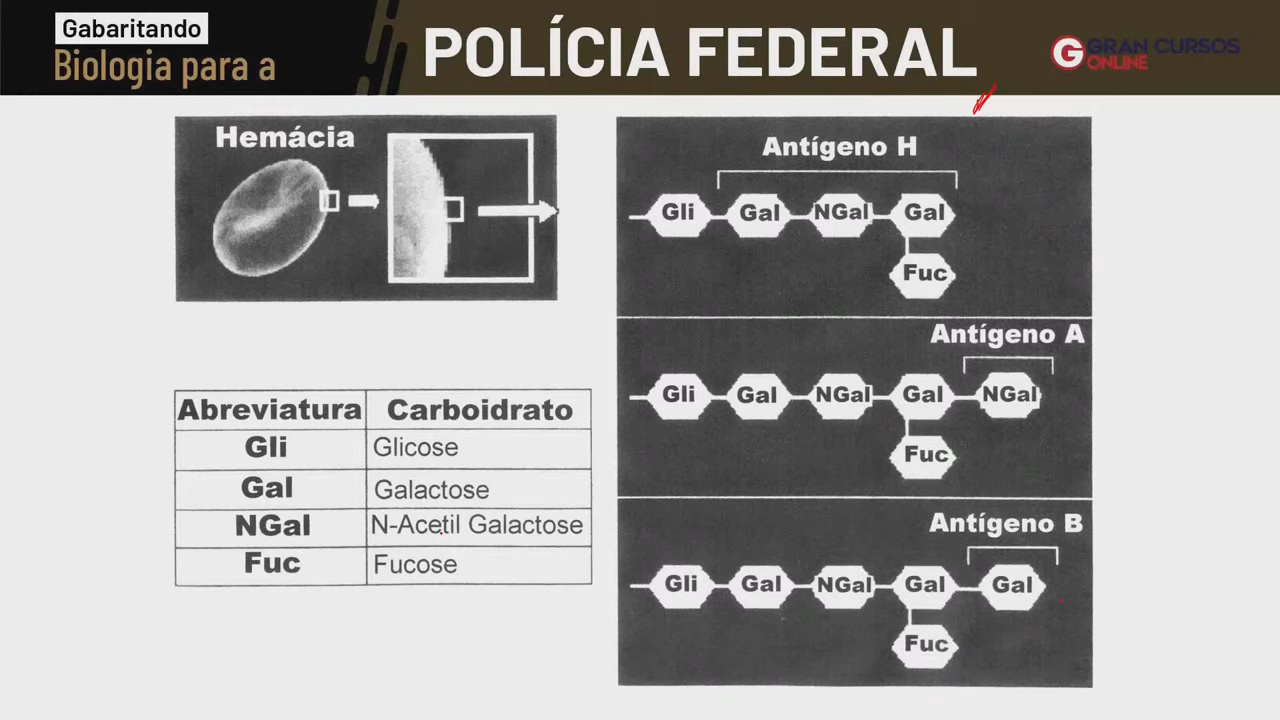 Gabaritando
Biologia para a
POLÍCIA FEDERAL
G GRAN CURSOS
ONLINE
Hemácia
Antígeno H
Gli Gal NGal Gal
Fuc
Antígeno A
Gli Gal NGal Gal NGal
Fuc
Antígeno B
Gli Gal NGal Gal Gal
Fuc
Abreviatura Carboidrato
Gli Glicose
Gal Galactose
NGal N-Acetil Galactose
Fuc Fucose